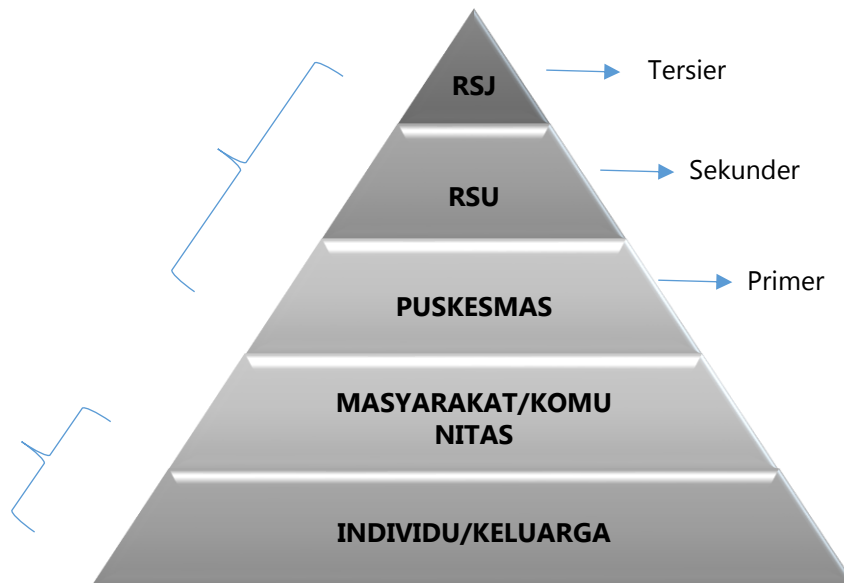 RSJ
Tersier
RSU
Sekunder
PUSKESMAS
Primer
MASYARAKAT/KOMU
NITAS
INDIVIDU/KELUARGA